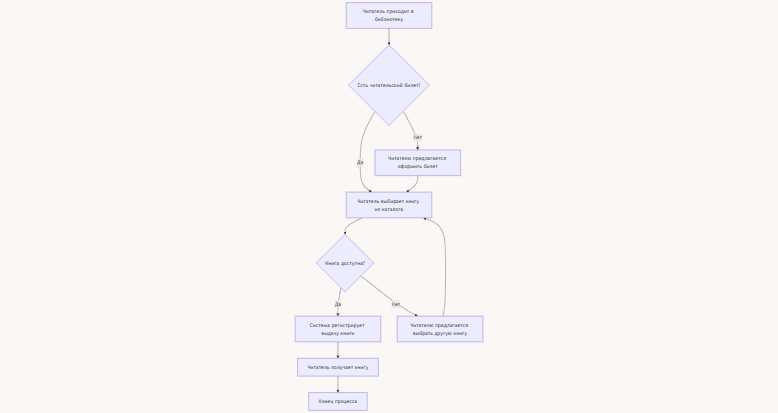 Читатель приходит в
библиотеку
Есть читательский билет?
Нет
Да
Читателю предлагается
оформить билет
Читатель выбирает книгу
из каталога
Книга доступна?
Да
Нет
Система регистрирует
выдачу книги
Читателю предлагается
выбрать другую книгу
Читатель получает книгу
Конец процесса